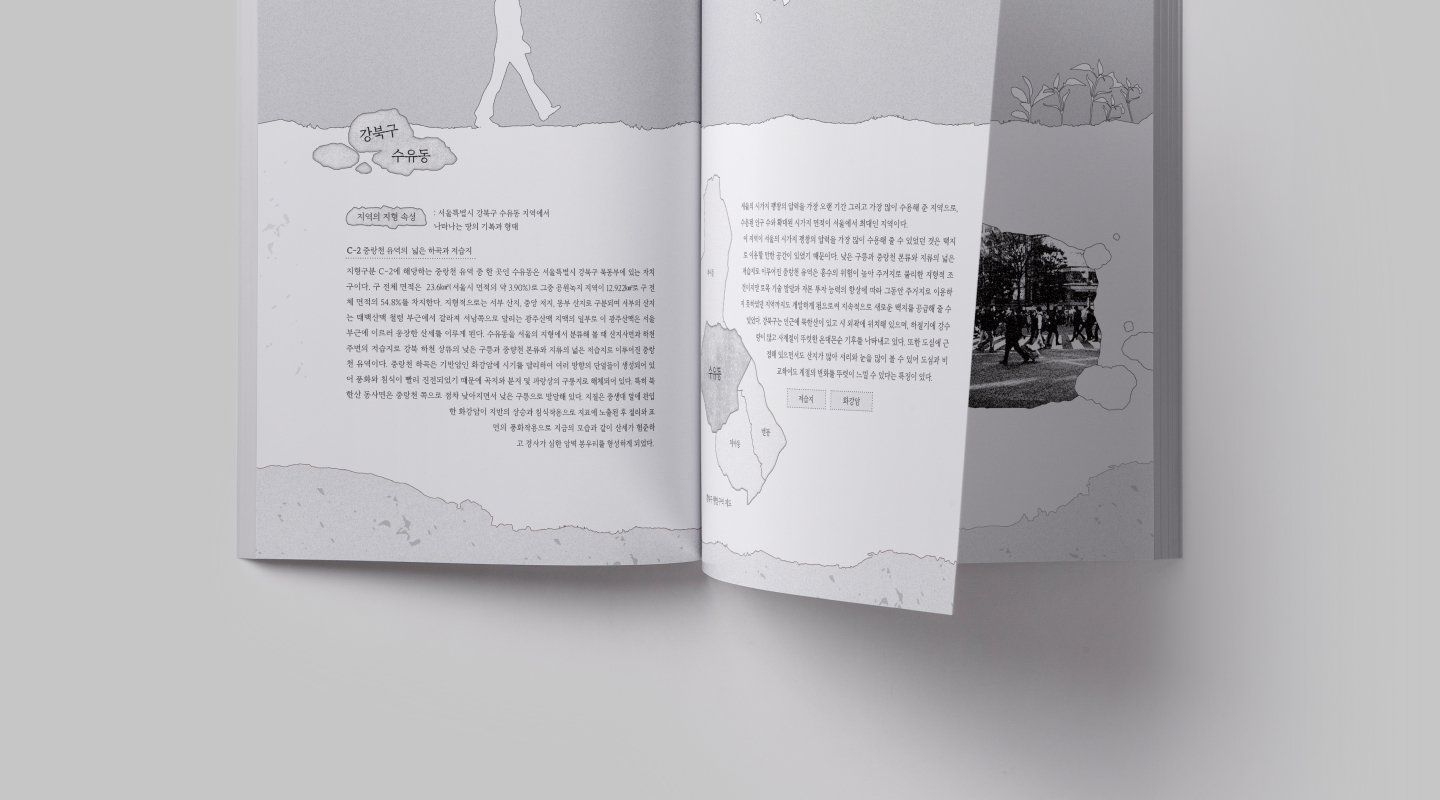 강북구
수유동
지역의 지형 속성
: 서울특별시 강북구 수유동 지역에서
나타나는 땅의 기복과 형태
C-2 중랑천 유역의 넓은 하곡과 저습지
지형구분 C-2에 해당하는 중랑천 유역 중 한 곳인 수유동은 서울특별시 강북구 북동부에 있는 자치
구이다. 구 전체 면적은 23.6㎢(서울시 면적의 약 3.90%)로 그중 공원녹지 지역이 12.922㎢로 구 전
체 면적의 54.8%를 차지한다. 지형적으로는 서부 산지, 중앙 저지, 동부 산지로 구분되며 서부의 산지
는 태백산맥 철령 부근에서 갈라져 서남쪽으로 달리는 광주산맥 지맥의 일부로 이 광주산맥은 서울
부근에 이르러 웅장한 산세를 이루게 된다. 수유동을 서울의 지형에서 분류해 볼 때 산지사면과 하천
주변의 저습지로 강북 하천 상류의 낮은 구릉과 중랑천 본류와 지류의 넓은 저습지로 이루어진 중랑
천 유역이다. 중랑천 하곡은 기반암인 화강암에 시기를 달리하여 여러 방향의 단열들이 생성되어 있
어 풍화와 침식이 빨리 진전되었기 때문에 곡지와 분지 및 파랑상의 구릉지로 해체되어 있다. 특히 북
한산 동사면은 중랑천 쪽으로 점차 낮아지면서 낮은 구릉으로 발달해 있다. 지질은 중생대 말에 관입
한 화강암이 지반의 상승과 침식작용으로 지표에 노출된 후 절리와 표
면의 풍화작용으로 지금의 모습과 같이 산세가 험준하
고 경사가 심한 암벽 봉우리를 형성하게 되었다.
서울의 시가지 팽창의 압력을 가장 오랜 기간 그리고 가장 많이 수용해 준 지역으로,
수용된 인구 수와 확대된 시가지 면적이 서울에서 최대인 지역이다.
이 지역이 서울의 시가지 팽창의 압력을 가장 많이 수용해 줄 수 있었던 것은 택지
로 이용할 만한 공간이 있었기 때문이다. 낮은 구릉과 중랑천 본류와 지류의 넓은
저습지로 이루어진 중랑천 유역은 홍수의 위험이 높아 주거지로 불리한 지형적 조
건이지만 토목 기술 발달과 자본 투자 능력의 향상에 따라 그동안 주거지로 이용하
지 못하였던 지역까지도 개발하게 됨으로써 지속적으로 새로운 택지를 공급해 줄 수
있었다. 강북구는 인근에 북한산이 있고 시 외곽에 위치해 있으며, 하절기에 강수
량이 많고 사계절이 뚜렷한 온대몬순 기후를 나타내고 있다. 또한 도심에 근
접해 있으면서도 산지가 많아 서리와 눈을 많이 볼 수 있어 도심과 비
교하여도 계절의 변화를 뚜렷이 느낄 수 있다는 특징이 있다.
저습지
화강암
수유동
번동